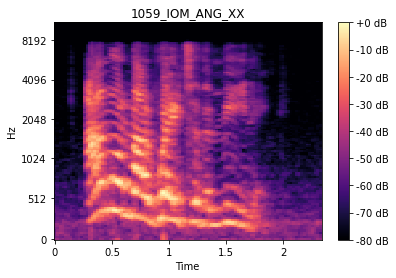 1059_IOM_ANG_XX
Hz
8192
4096
2048
1024
512
0
0
0.5
1
1.5
2
Time
+0 dB
-10 dB
-20 dB
-30 dB
-40 dB
-50 dB
-60 dB
-70 dB
-80 dB